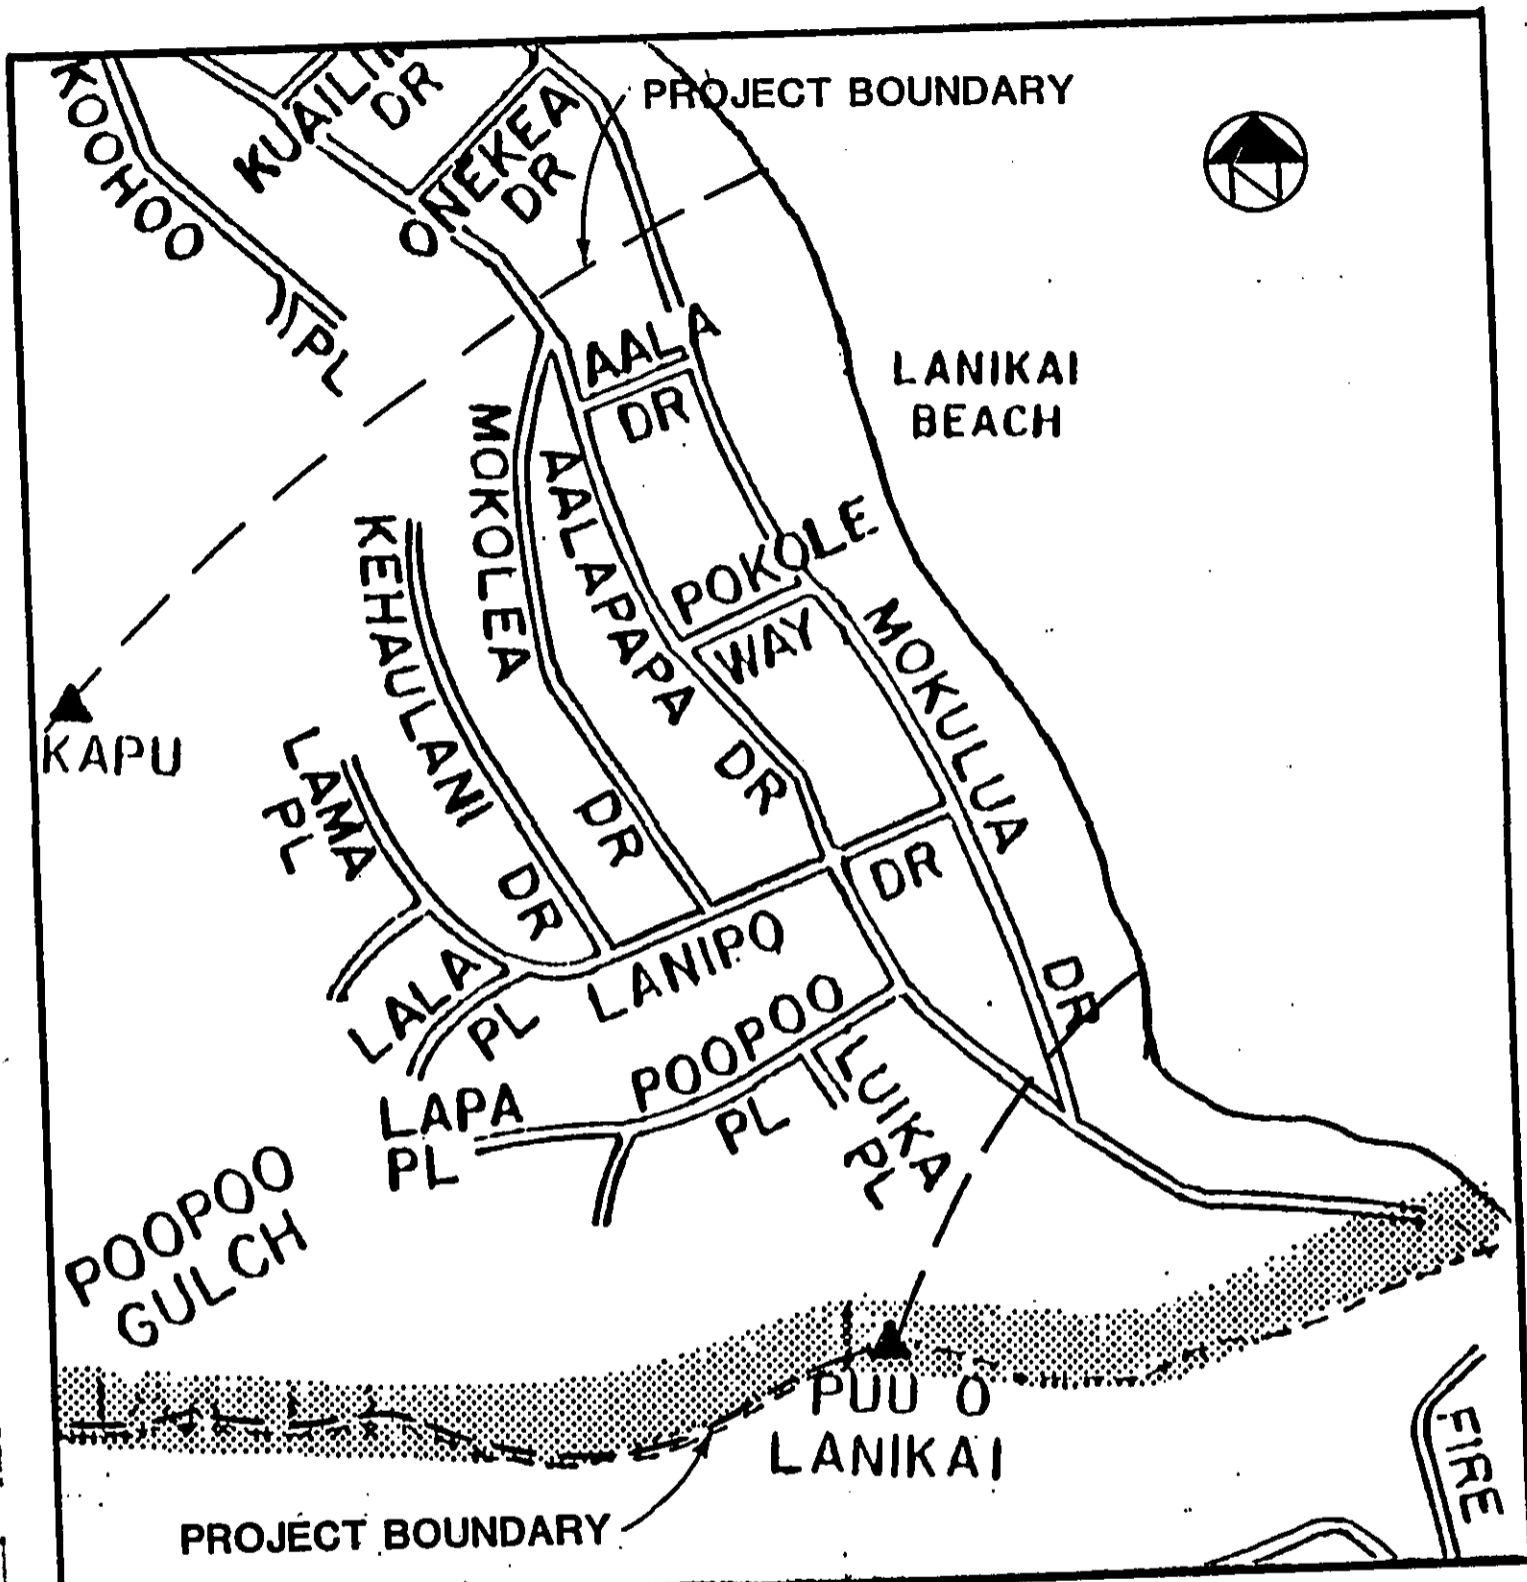 KUAILIM
DR
PROJECT BOUNDARY
KOOHOO
PL
ONEKEA
DR
N
AALA
DR
LANIKAI
BEACH
MOKOLEA
DR
AALAPAPA DR
POKOLE
WAY
MOKULUA
DR
KEHAULANI DR
KAPU
LAMA
PL
LANIPO
DR
LALA
PL
POOPOO
PL
LUIKA
PL
LAPA
PL
POOPOO
GULCH
PUU O
LANIKAI
FIRE
PROJECT BOUNDARY